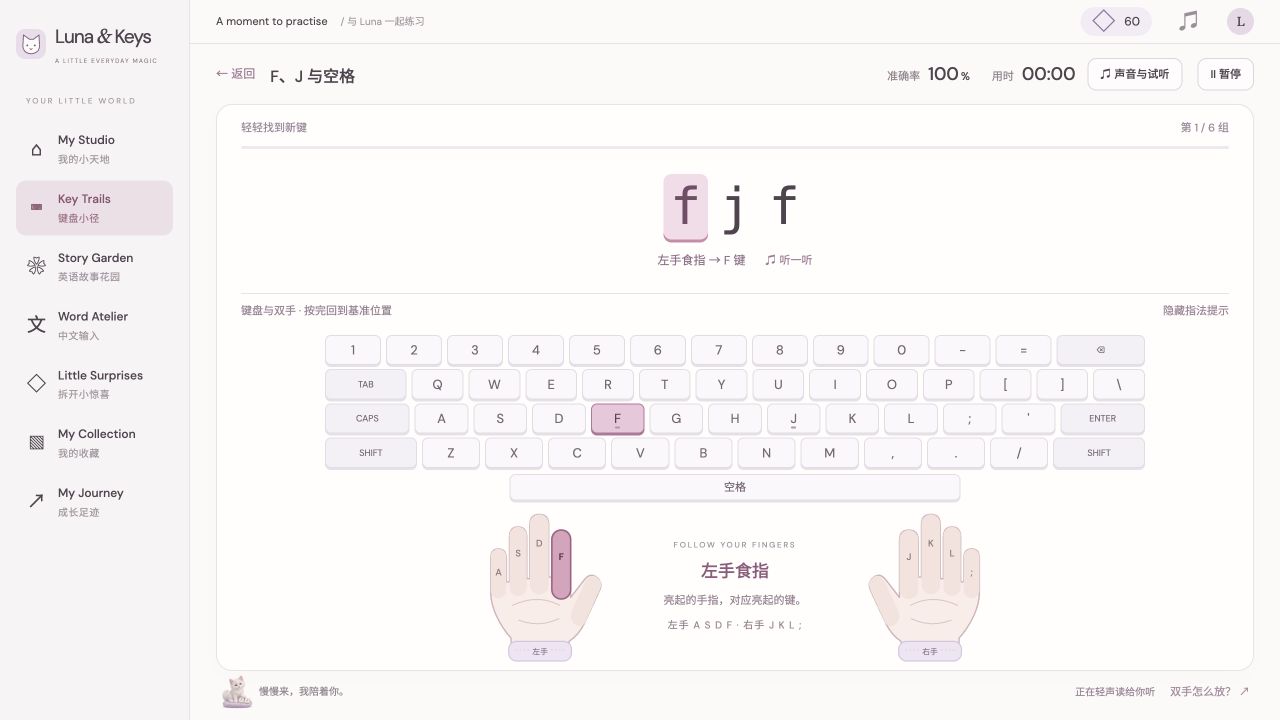 Luna & Keys
A LITTLE EVERYDAY MAGIC
YOUR LITTLE WORLD
My Studio
我的小天地
Key Trails
键盘小径
Story Garden
英语故事花园
文
Word Atelier
中文输入
Little Surprises
拆开小惊喜
My Collection
我的收藏
My Journey
成长足迹
A moment to practise / 与 Luna 一起练习
60
L
← 返回 F、J 与空格
准确率 100% 用时 00:00 ♫ 声音与试听 II 暂停
轻轻找到新键 第 1 / 6 组
f j f
左手食指 → F 键 ♫ 听一听
键盘与双手 · 按完回到基准位置 隐藏指法提示
1 2 3 4 5 6 7 8 9 0 - = ⌫
TAB Q W E R T Y U I O P [ ] \
CAPS A S D F G H J K L ; ' ENTER
SHIFT Z X C V B N M , . / SHIFT
空格
A S D F
FOLLOW YOUR FINGERS
左手食指
亮起的手指，对应亮起的键。
左手 A S D F · 右手 J K L ;
J K L ;
左手
右手
慢慢来，我陪着你。
正在轻声读给你听 双手怎么放？ ↗